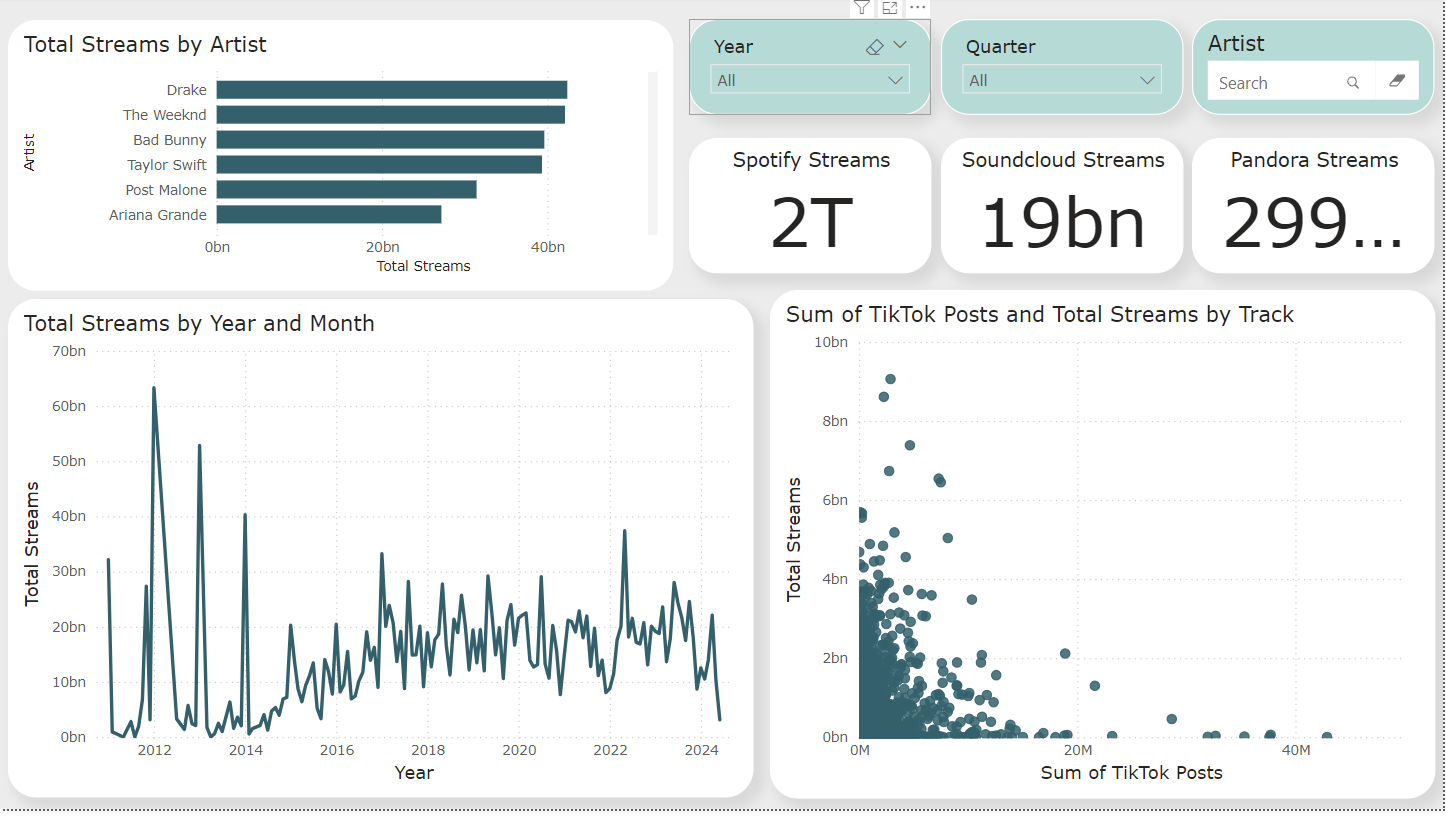 Total Streams by Artist
Artist
Drake
The Weeknd
Bad Bunny
Taylor Swift
Post Malone
Ariana Grande
0bn 20bn 40bn
Total Streams
Year
All
Quarter
All
Artist
Search
Spotify Streams
2T
Soundcloud Streams
19bn
Pandora Streams
299...
Total Streams by Year and Month
Total Streams
70bn
60bn
50bn
40bn
30bn
20bn
10bn
0bn
2012 2014 2016 2018 2020 2022 2024
Year
Sum of TikTok Posts and Total Streams by Track
Total Streams
10bn
8bn
6bn
4bn
2bn
0bn
0M 20M 40M
Sum of TikTok Posts